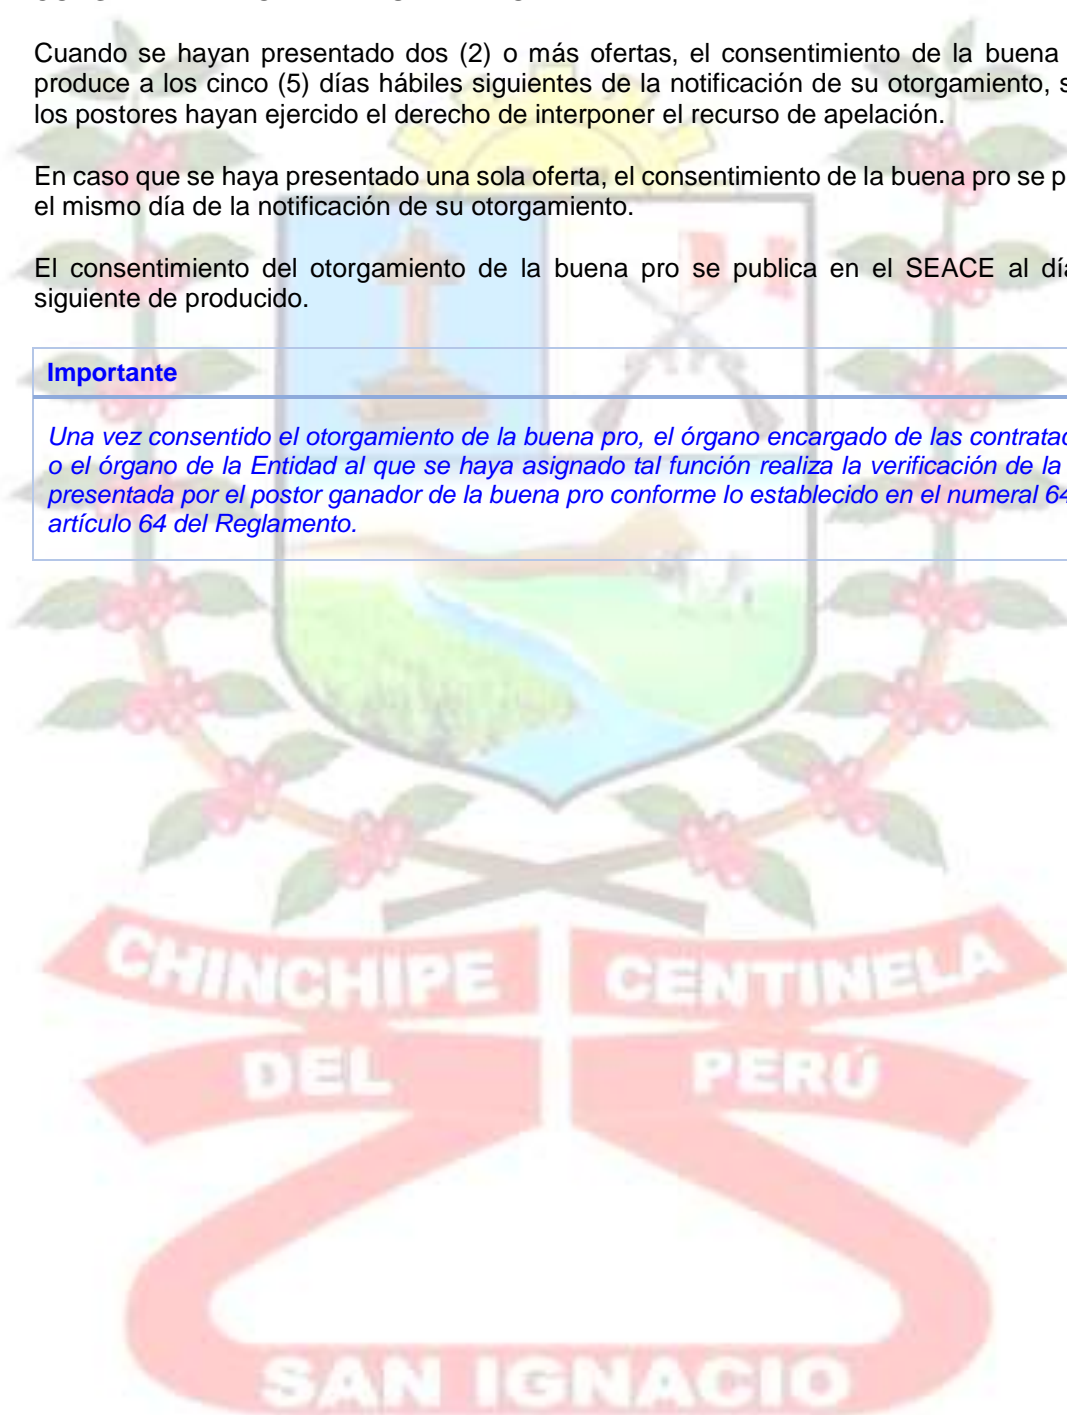 Cuando se hayan presentado dos (2) o más ofertas, el consentimiento de la buena
produce a los cinco (5) días hábiles siguientes de la notificación de su otorgamiento, s
los postores hayan ejercido el derecho de interponer el recurso de apelación.
En caso que se haya presentado una sola oferta, el consentimiento de la buena pro se p
el mismo día de la notificación de su otorgamiento.
El consentimiento del otorgamiento de la buena pro se publica en el SEACE al día
siguiente de producido.
Importante
Una vez consentido el otorgamiento de la buena pro, el órgano encargado de las contratac
o el órgano de la Entidad al que se haya asignado tal función realiza la verificación de la
presentada por el postor ganador de la buena pro conforme lo establecido en el numeral 64
artículo 64 del Reglamento.
CHINCHIPE CENTINELA
DEL PERÚ
SAN IGNACIO